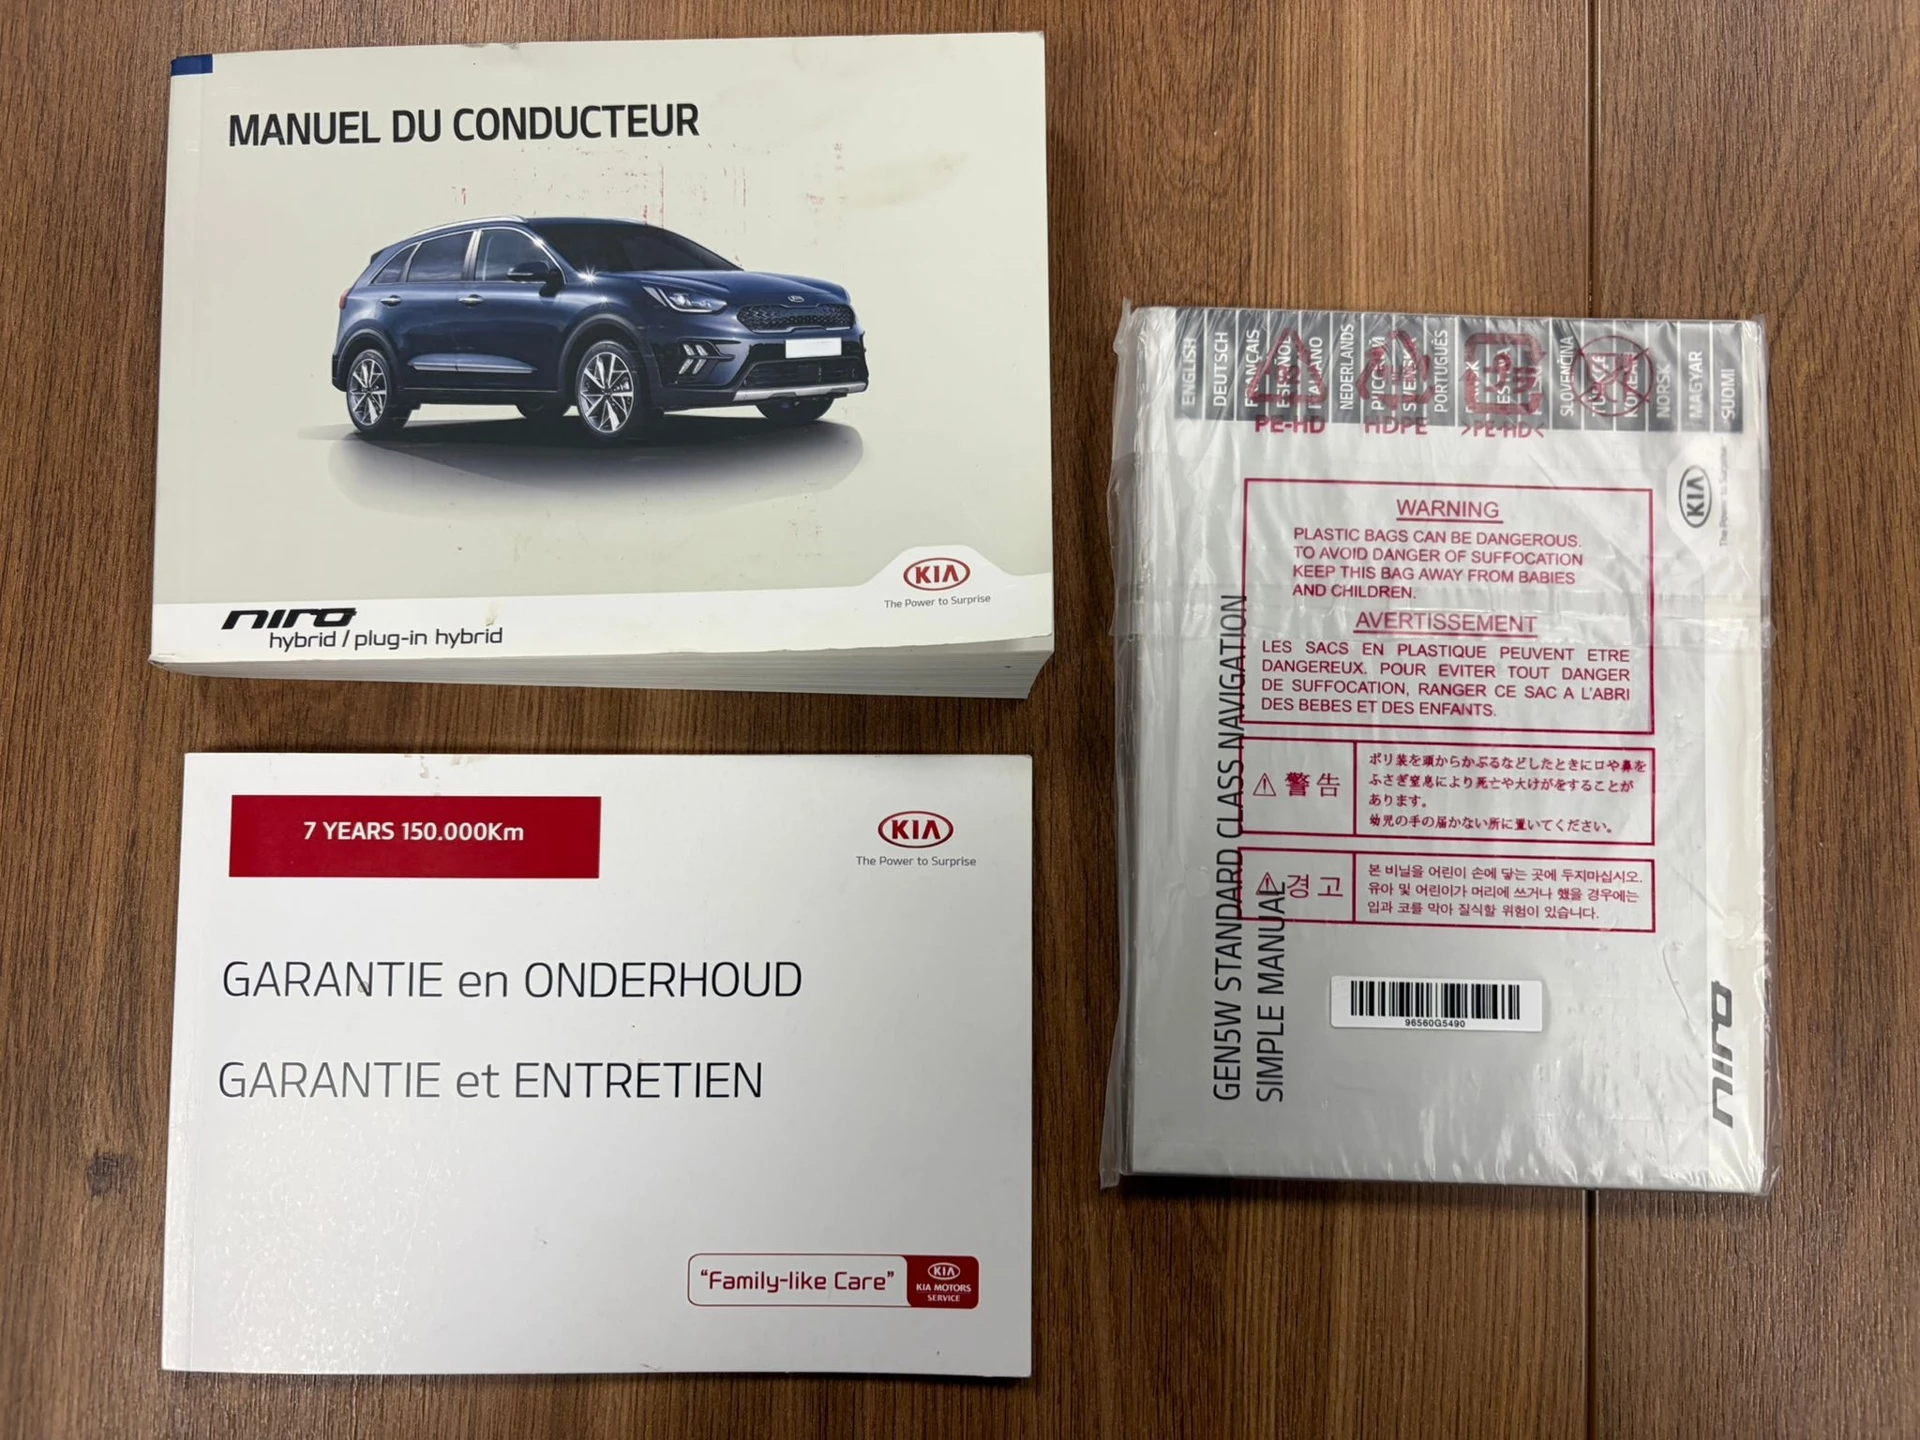 MANUEL DU CONDUCTEUR
KIA
The Power to Surprise
niro
hybrid / plug-in hybrid
7 YEARS 150.000Km
KIA
The Power to Surprise
GARANTIE en ONDERHOUD
GARANTIE et ENTRETIEN
“Family-like Care”
KIA
KIA MOTORS
SERVICE
ENGLISH
DEUTSCH
FRANÇAIS
ESPAÑOL
ITALIANO
NEDERLANDS
PУССКИЙ
SVENSKA
PORTUGUÊS
DANSK
SLOVENČINA
TÜRKÇE
KOREAN
NORSK
MAGYAR
SUOMI
PE-HD
HDPE
>PE-HD<
KIA
The Power to Surprise
WARNING
PLASTIC BAGS CAN BE DANGEROUS.
TO AVOID DANGER OF SUFFOCATION
KEEP THIS BAG AWAY FROM BABIES
AND CHILDREN.
AVERTISSEMENT
LES SACS EN PLASTIQUE PEUVENT ETRE
DANGEREUX. POUR EVITER TOUT DANGER
DE SUFFOCATION, RANGER CE SAC A L'ABRI
DES BEBES ET DES ENFANTS.
警告
ポリ装を頭からかぶるなどしたときに口や鼻を
ふさぎ窒息により死亡や大けがをすることが
あります。
幼児の手の届かない所に置いてください。
경고
본 비닐을 어린이 손에 닿는 곳에 두지마십시오.
유아 및 어린이가 머리에 쓰거나 했을 경우에는
입과 코를 막아 질식할 위험이 있습니다.
GEN5W STANDARD CLASS NAVIGATION
SIMPLE MANUAL
96560G5490
niro